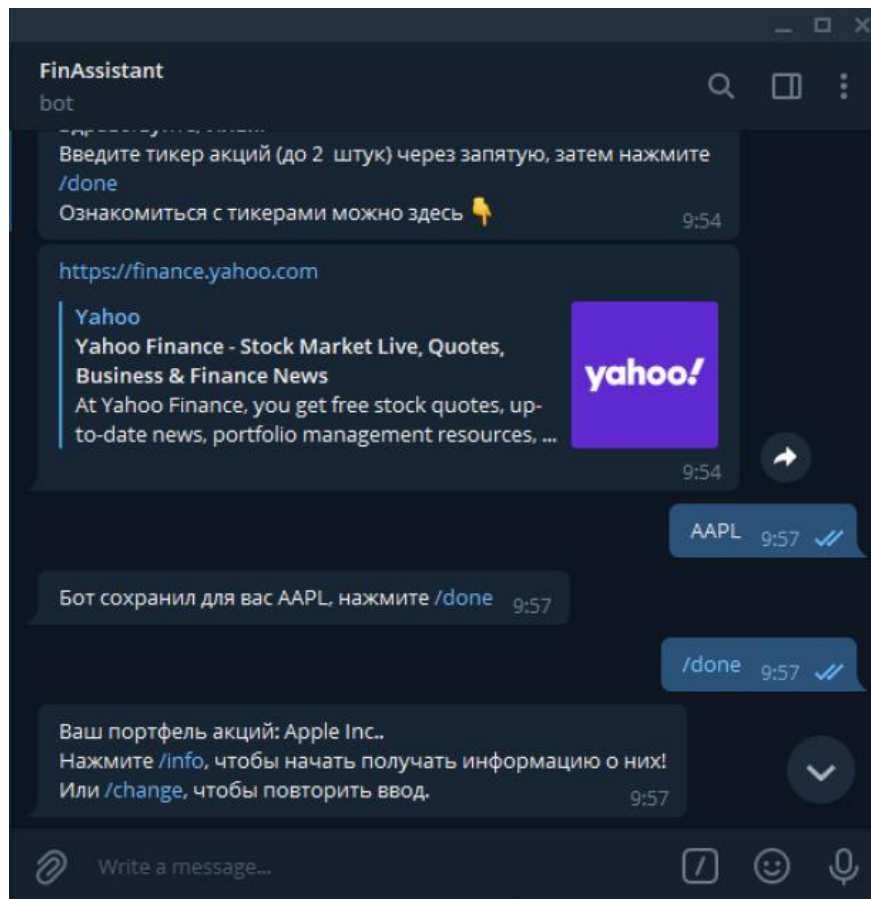 FinAssistant
bot
Введите тикер акций (до 2 штук) через запятую, затем нажмите
/done
Ознакомиться с тикерами можно здесь 👇
9:54
https://finance.yahoo.com
Yahoo
Yahoo Finance - Stock Market Live, Quotes,
Business & Finance News
At Yahoo Finance, you get free stock quotes, up-
to-date news, portfolio management resources, ...
yahoo!
9:54
AAPL 9:57
Бот сохранил для вас AAPL, нажмите /done 9:57
/done 9:57
Ваш портфель акций: Apple Inc..
Нажмите /info, чтобы начать получать информацию о них!
Или /change, чтобы повторить ввод.
9:57
Write a message...